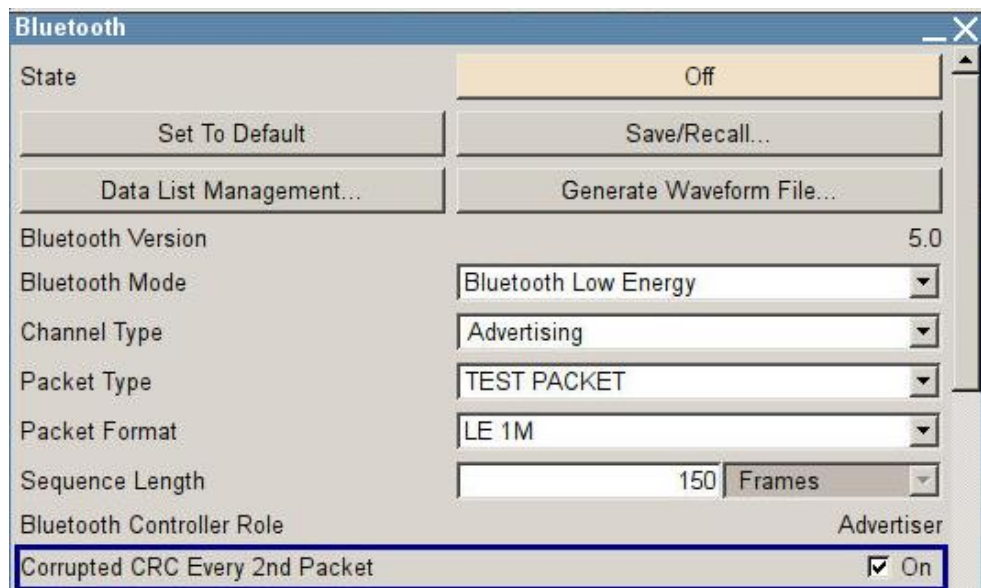 Bluetooth
State Off
Set To Default Save/Recall...
Data List Management... Generate Waveform File...
Bluetooth Version 5.0
Bluetooth Mode Bluetooth Low Energy
Channel Type Advertising
Packet Type TEST PACKET
Packet Format LE 1M
Sequence Length 150 Frames
Bluetooth Controller Role Advertiser
Corrupted CRC Every 2nd Packet On